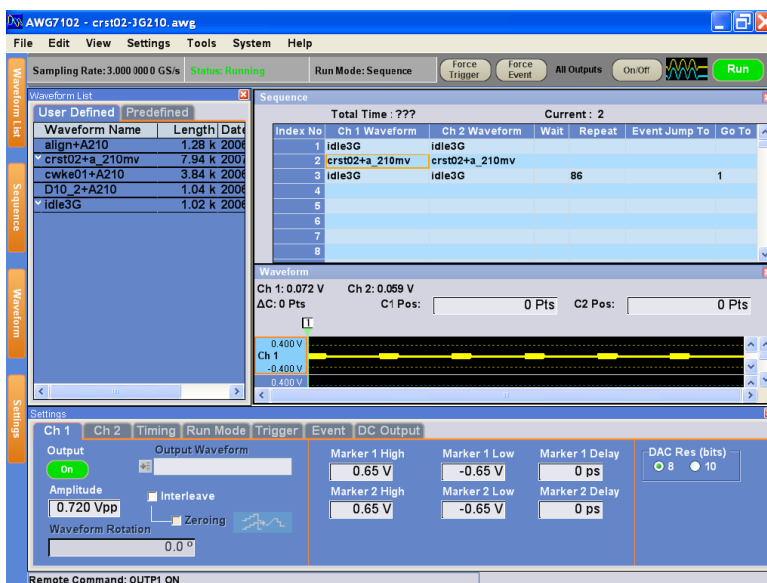 AWG7102 - crst02-3G210.awg
File Edit View Settings Tools System Help
Sampling Rate: 3.000 000 0 GS/s Status: Running Run Mode: Sequence Force Trigger Force Event All Outputs On/Off Run
Waveform List
Sequence
Waveform
Settings
Waveform List
User Defined Predefined
Waveform Name Length Date
align+A210 1.28 k 2006
crst02+a_210mv 7.94 k 2007
cwke01+A210 3.84 k 2006
D10_2+A210 1.04 k 2006
idle3G 1.02 k 2006
Sequence
Total Time : ??? Current : 2
Index No Ch 1 Waveform Ch 2 Waveform Wait Repeat Event Jump To Go To
1 idle3G idle3G
2 crst02+a_210mv crst02+a_210mv
3 idle3G idle3G 86 1
4
5
6
7
8
Waveform
Ch 1: 0.072 V Ch 2: 0.059 V
ΔC: 0 Pts C1 Pos: 0 Pts C2 Pos: 0 Pts
T
0.400 V
Ch 1
-0.400 V
0.400 V
Settings
Ch 1 Ch 2 Timing Run Mode Trigger Event DC Output
Output Output Waveform
On
Amplitude
0.720 Vpp
Interleave
Zeroing
Waveform Rotation
0.0 °
Marker 1 High Marker 1 Low Marker 1 Delay
0.65 V -0.65 V 0 ps
Marker 2 High Marker 2 Low Marker 2 Delay
0.65 V -0.65 V 0 ps
DAC Res (bits)
8 10
Remote Command: OUTP1 ON